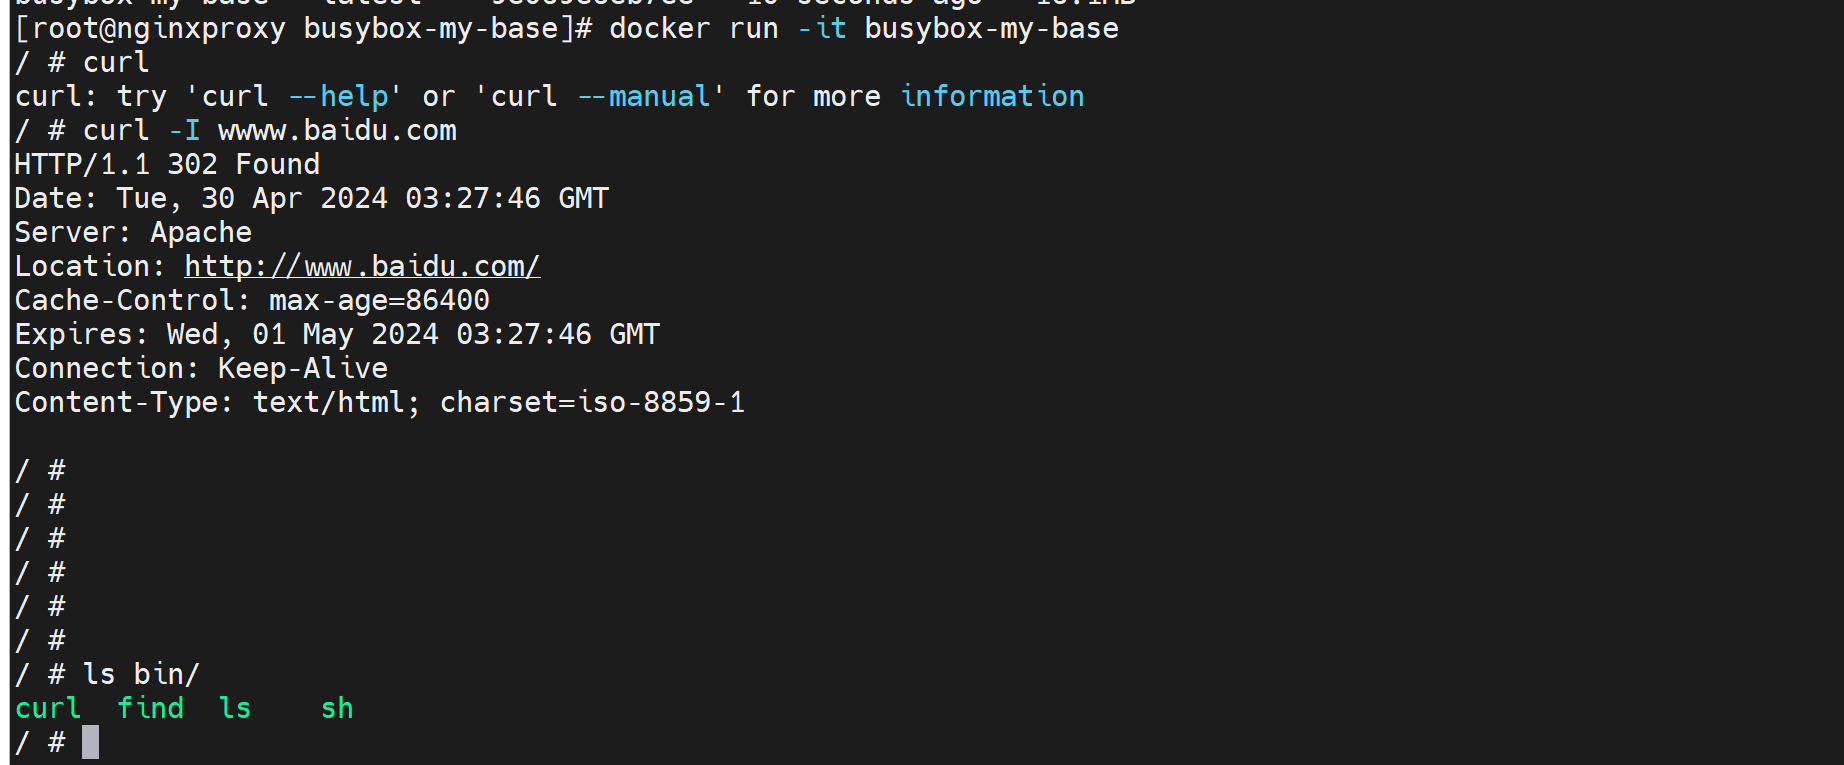 [root@nginxproxy busybox-my-base]# docker run -it busybox-my-base
/ # curl
curl: try 'curl --help' or 'curl --manual' for more information
/ # curl -I wwww.baidu.com
HTTP/1.1 302 Found
Date: Tue, 30 Apr 2024 03:27:46 GMT
Server: Apache
Location: http://www.baidu.com/
Cache-Control: max-age=86400
Expires: Wed, 01 May 2024 03:27:46 GMT
Connection: Keep-Alive
Content-Type: text/html; charset=iso-8859-1
/ #
/ #
/ #
/ #
/ #
/ #
/ # ls bin/
curl find ls sh
/ #